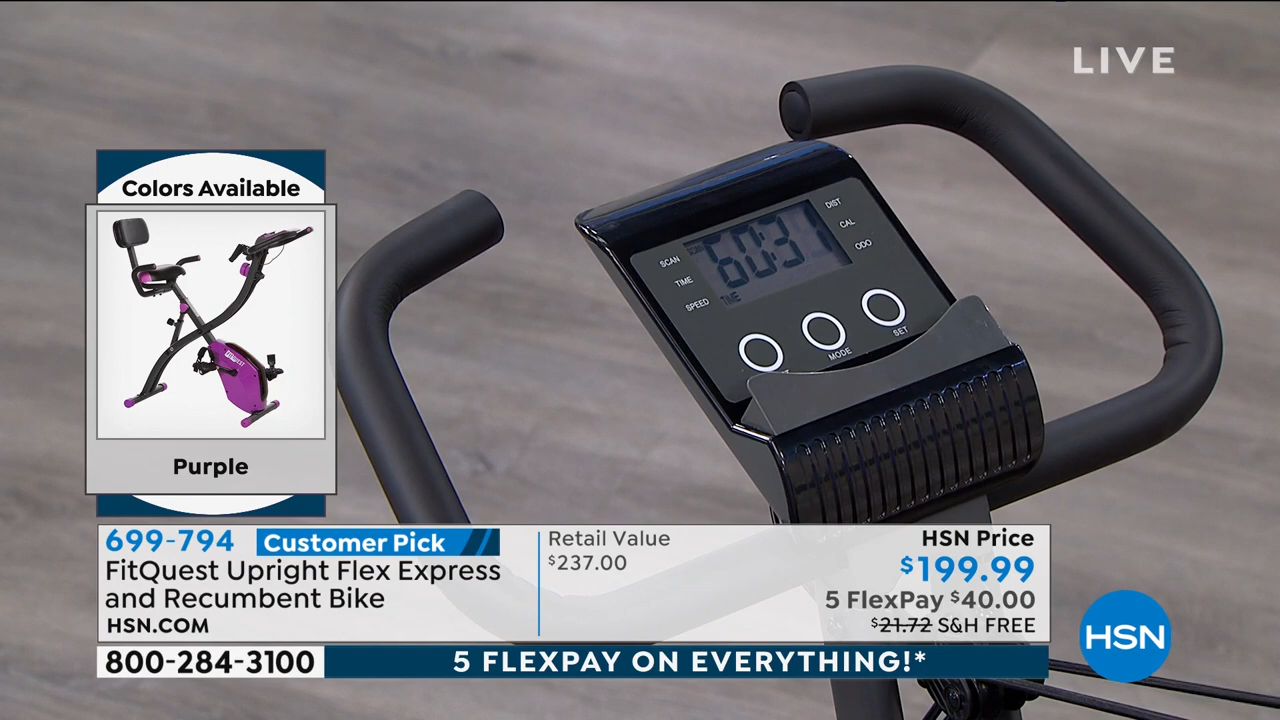 LIVE
Colors Available
Purple
SCAN
TIME
SPEED
60:31
TIME
DIST
CAL
ODO
MODE
SET
699-794 Customer Pick
FitQuest Upright Flex Express
and Recumbent Bike
HSN.COM
Retail Value
$237.00
HSN Price
$199.99
5 FlexPay $40.00
$21.72 S&H FREE
HSN
800-284-3100
5 FLEXPAY ON EVERYTHING!*